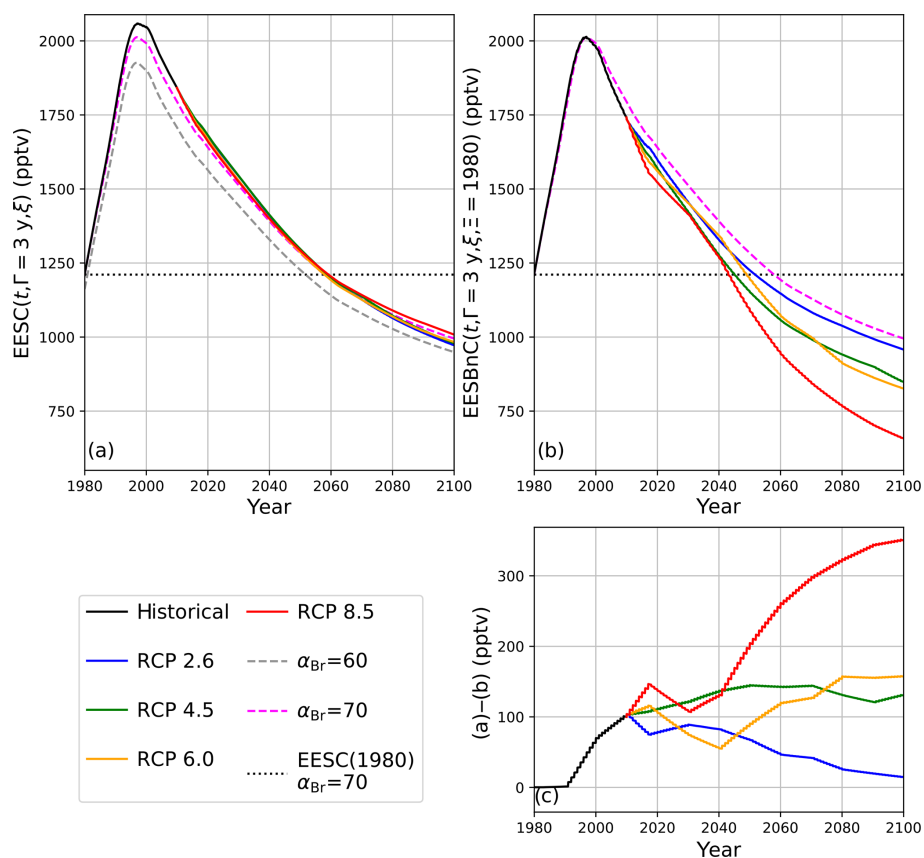 EESC(t,Γ = 3 y,ξ) (pptv)
2000
1750
1500
1250
1000
750
(a)
1980 2000 2020 2040 2060 2080 2100
Year
EESBnC(t,Γ = 3 y,ξ,Ξ = 1980) (pptv)
2000
1750
1500
1250
1000
750
(b)
1980 2000 2020 2040 2060 2080 2100
Year
Historical
RCP 2.6
RCP 4.5
RCP 6.0
RCP 8.5
α_Br=60
α_Br=70
EESC(1980)
α_Br=70
(a)−(b) (pptv)
300
200
100
0
(c)
1980 2000 2020 2040 2060 2080 2100
Year